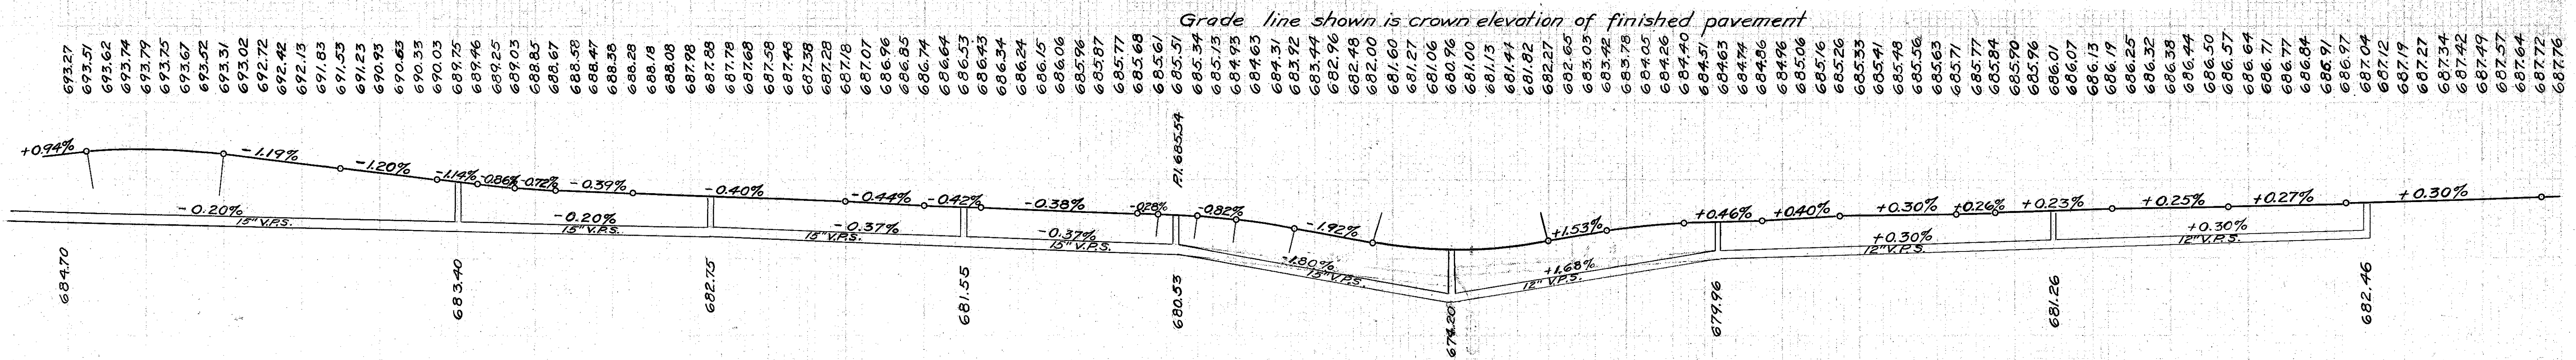 Grade line shown is crown elevation of finished pavement
693.27 693.51 693.62 693.74 693.79 693.75 693.67 693.52 693.31 693.02 692.72 692.42 692.13 691.83 691.53 691.23 690.93 690.63 690.33 690.03 689.75 689.46 689.25 689.03 688.85 688.67 688.58 688.47 688.38 688.28 688.18 688.08 687.98 687.88 687.78 687.68 687.58 687.48 687.38 687.28 687.18 687.07 686.96 686.85 686.74 686.64 686.53 686.43 686.34 686.24 686.15 686.06 685.96 685.87 685.77 685.68 685.61 685.51 685.34 685.13 684.93 684.63 684.31 683.92 683.44 682.96 682.48 682.00 681.60 681.27 681.06 680.96 681.00 681.13 681.44 681.82 682.27 682.65 683.03 683.42 683.78 684.05 684.26 684.40 684.51 684.63 684.74 684.86 684.96 685.06 685.16 685.26 685.33 685.41 685.48 685.56 685.63 685.71 685.77 685.84 685.90 685.96 686.01 686.07 686.13 686.19 686.25 686.32 686.38 686.44 686.50 686.57 686.64 686.71 686.77 686.84 686.91 686.97 687.04 687.12 687.19 687.27 687.34 687.42 687.49 687.57 687.64 687.72 687.76
P.I. 685.54
+0.94% -1.19% -1.20% -1.14% -0.86% -0.72% -0.39% -0.40% -0.44% -0.42% -0.38% -0.28% -0.82% -1.92% +1.53% +0.46% +0.40% +0.30% +0.26% +0.23% +0.25% +0.27% +0.30%
-0.20% -0.20% -0.37% -0.37% -1.80% +1.68% +0.30% +0.30%
15" V.P.S. 15" V.P.S. 15" V.P.S. 15" V.P.S. 15" V.P.S. 12" V.P.S. 12" V.P.S. 12" V.P.S.
684.70 683.40 682.75 681.55 680.53 674.20 679.96 681.26 682.46